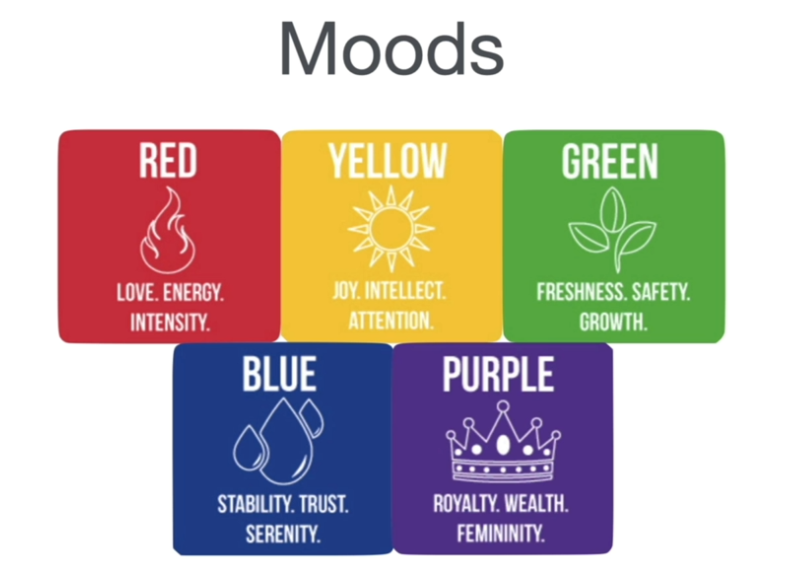 Moods
RED
LOVE. ENERGY.
INTENSITY.
YELLOW
JOY. INTELLECT.
ATTENTION.
GREEN
FRESHNESS. SAFETY.
GROWTH.
BLUE
STABILITY. TRUST.
SERENITY.
PURPLE
ROYALTY. WEALTH.
FEMININITY.